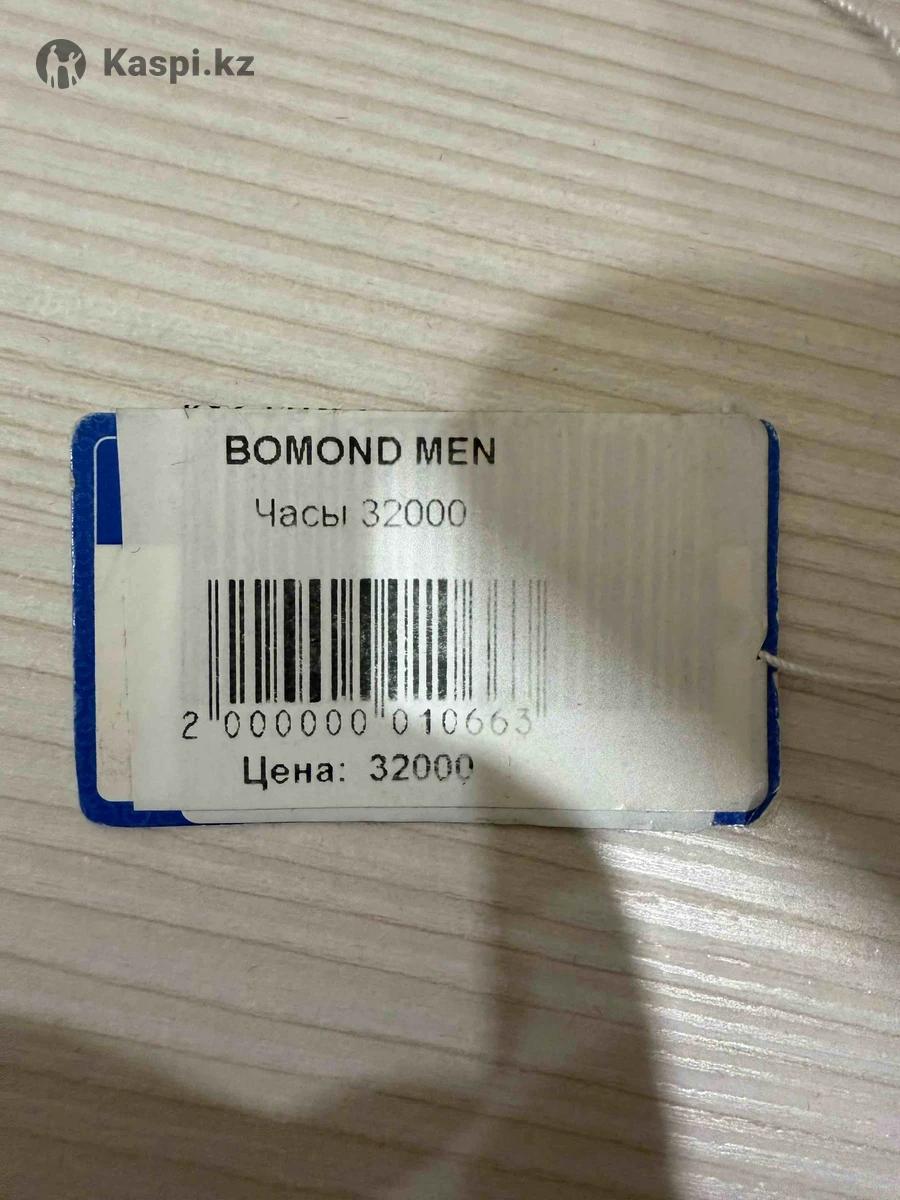 Kaspi.kz
BOMOND MEN
Часы 32000
2 000000 010663
Цена: 32000